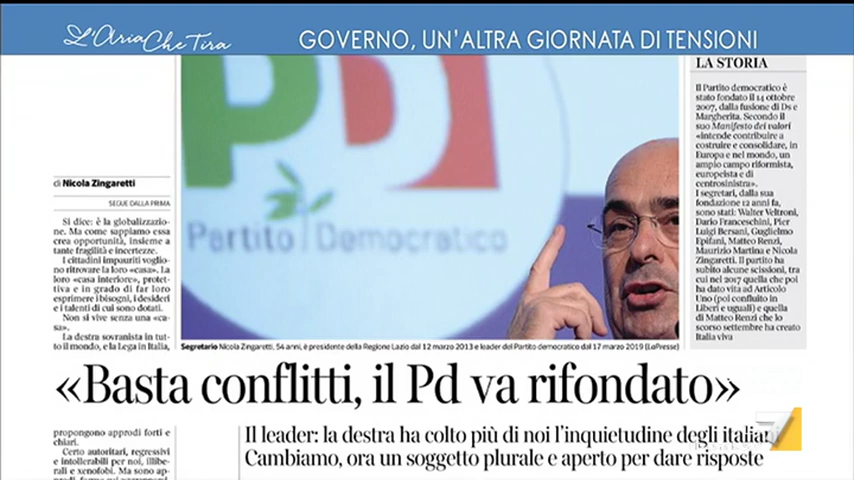 L'Aria Che Tira
GOVERNO, UN'ALTRA GIORNATA DI TENSIONI
PD
Partito Democratico
di Nicola Zingaretti
SEGUE DALLA PRIMA
Si dice: è la globalizzazio-
ne. Ma come sappiamo essa
crea opportunità, insieme a
tante fragilità e incertezze.
I cittadini impauriti voglio-
no ritrovare la loro «casa». La
loro «casa interiore», protet-
tiva e in grado di far loro
esprimere i bisogni, i desideri
e i talenti di cui sono dotati.
Non si vive senza una «ca-
sa».
La destra sovranista in tut-
to il mondo, e la Lega in Italia,
Segretario Nicola Zingaretti, 54 anni, è presidente della Regione Lazio dal 12 marzo 2013 e leader del Partito democratico dal 17 marzo 2019 (LaPresse)
LA STORIA
Il Partito democratico è
stato fondato il 14 ottobre
2007, dalla fusione di Ds e
Margherita. Secondo il
suo Manifesto dei valori
«intende contribuire a
costruire e consolidare, in
Europa e nel mondo, un
ampio campo riformista,
europeista e di
centrosinistra».
I segretari, dalla sua
fondazione 12 anni fa,
sono stati: Walter Veltroni,
Dario Franceschini, Pier
Luigi Bersani, Guglielmo
Epifani, Matteo Renzi,
Maurizio Martina e Nicola
Zingaretti. Il partito ha
subito alcune scissioni, tra
cui nel 2017 quella che poi
ha dato vita ad Articolo
Uno (poi confluito in
Liberi e uguali) e quella
di Matteo Renzi che lo
scorso settembre ha creato
Italia viva
«Basta conflitti, il Pd va rifondato»
Il leader: la destra ha colto più di noi l'inquietudine degli italiani
Cambiamo, ora un soggetto plurale e aperto per dare risposte
propongono approdi forti e
chiari.
Certo autoritari, regressivi
e intollerabili per noi, illibe-
rali e xenofobi. Ma sono ap-
7